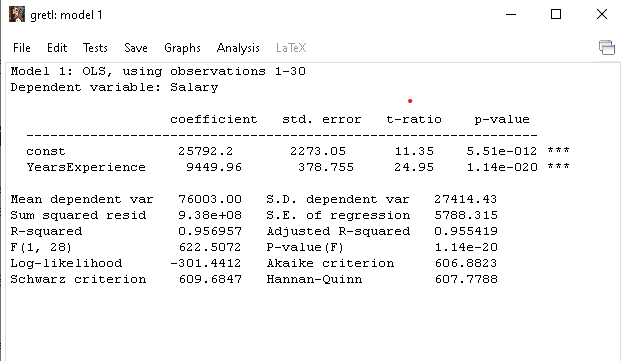 gretl: model 1
File Edit Tests Save Graphs Analysis LaTeX
Model 1: OLS, using observations 1-30
Dependent variable: Salary
coefficient std. error t-ratio p-value
-----------------------------------------------------------------
const 25792.2 2273.05 11.35 5.51e-012 ***
YearsExperience 9449.96 378.755 24.95 1.14e-020 ***
Mean dependent var 76003.00 S.D. dependent var 27414.43
Sum squared resid 9.38e+08 S.E. of regression 5788.315
R-squared 0.956957 Adjusted R-squared 0.955419
F(1, 28) 622.5072 P-value(F) 1.14e-20
Log-likelihood -301.4412 Akaike criterion 606.8823
Schwarz criterion 609.6847 Hannan-Quinn 607.7788